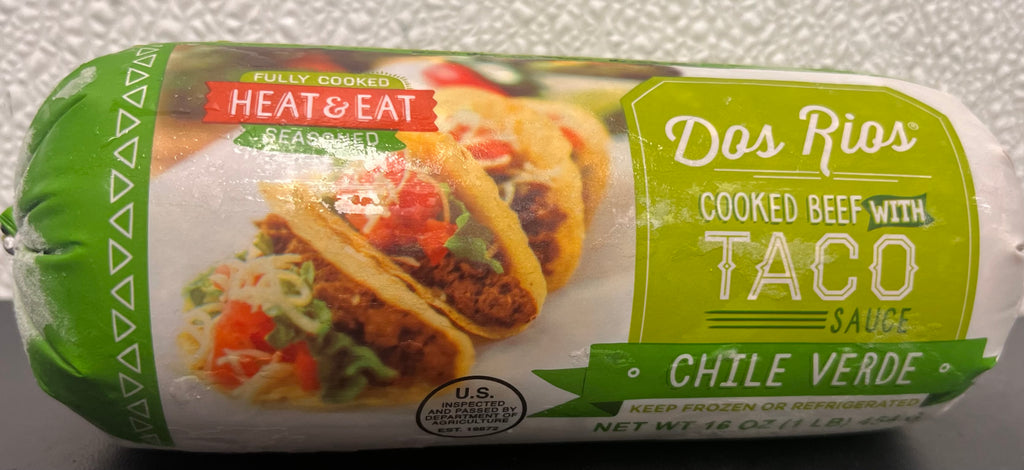 FULLY COOKED
HEAT & EAT
SEASONED
Dos Rios®
COOKED BEEF WITH
TACO
SAUCE
CHILE VERDE
KEEP FROZEN OR REFRIGERATED
NET WT 16 OZ (1 LB)
U.S.
INSPECTED
AND PASSED BY
DEPARTMENT OF
AGRICULTURE
EST.